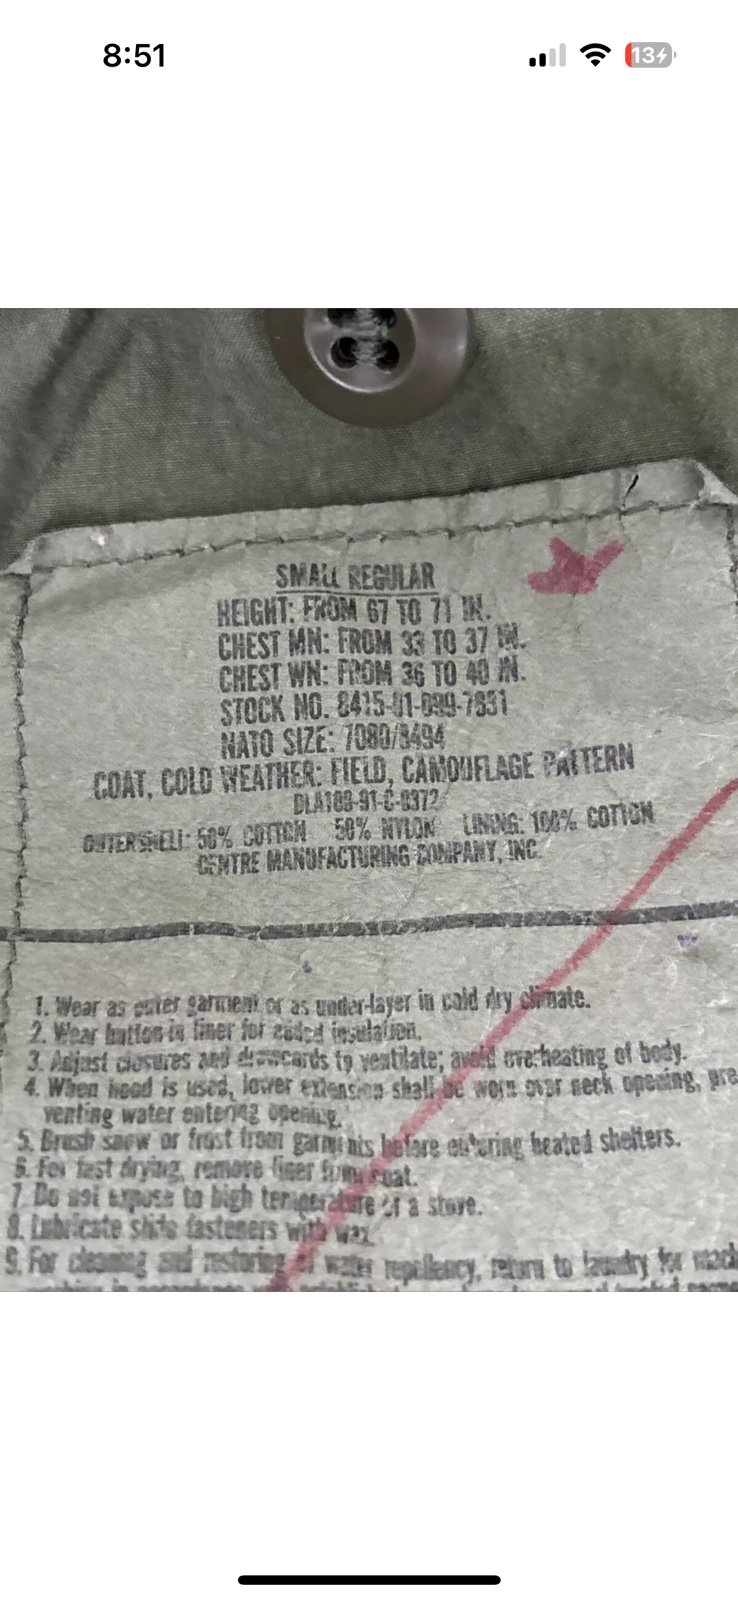 8:51
13
SMALL REGULAR
HEIGHT: FROM 67 TO 71 IN.
CHEST MN: FROM 33 TO 37 IN.
CHEST WN: FROM 36 TO 40 IN.
STOCK NO. 8415-01-099-7831
NATO SIZE: 7080/8494
COAT, COLD WEATHER: FIELD, CAMOUFLAGE PATTERN
DLA100-91-C-0372
OUTERSHELL: 50% COTTON 50% NYLON LINING: 100% COTTON
CENTRE MANUFACTURING COMPANY, INC.
1. Wear as outer garment or as under-layer in cold dry climate.
2. Wear button in liner for added insulation.
3. Adjust closures and drawcords to ventilate; avoid overheating of body.
4. When hood is used, lower extension shall be worn over neck opening, pre-
venting water entering opening.
5. Brush snow or frost from garments before entering heated shelters.
6. For fast drying, remove liner from coat.
7. Do not expose to high temperature of a stove.
8. Lubricate slide fasteners with wax.
9. For cleaning and restoring of water repellency, return to laundry for mach